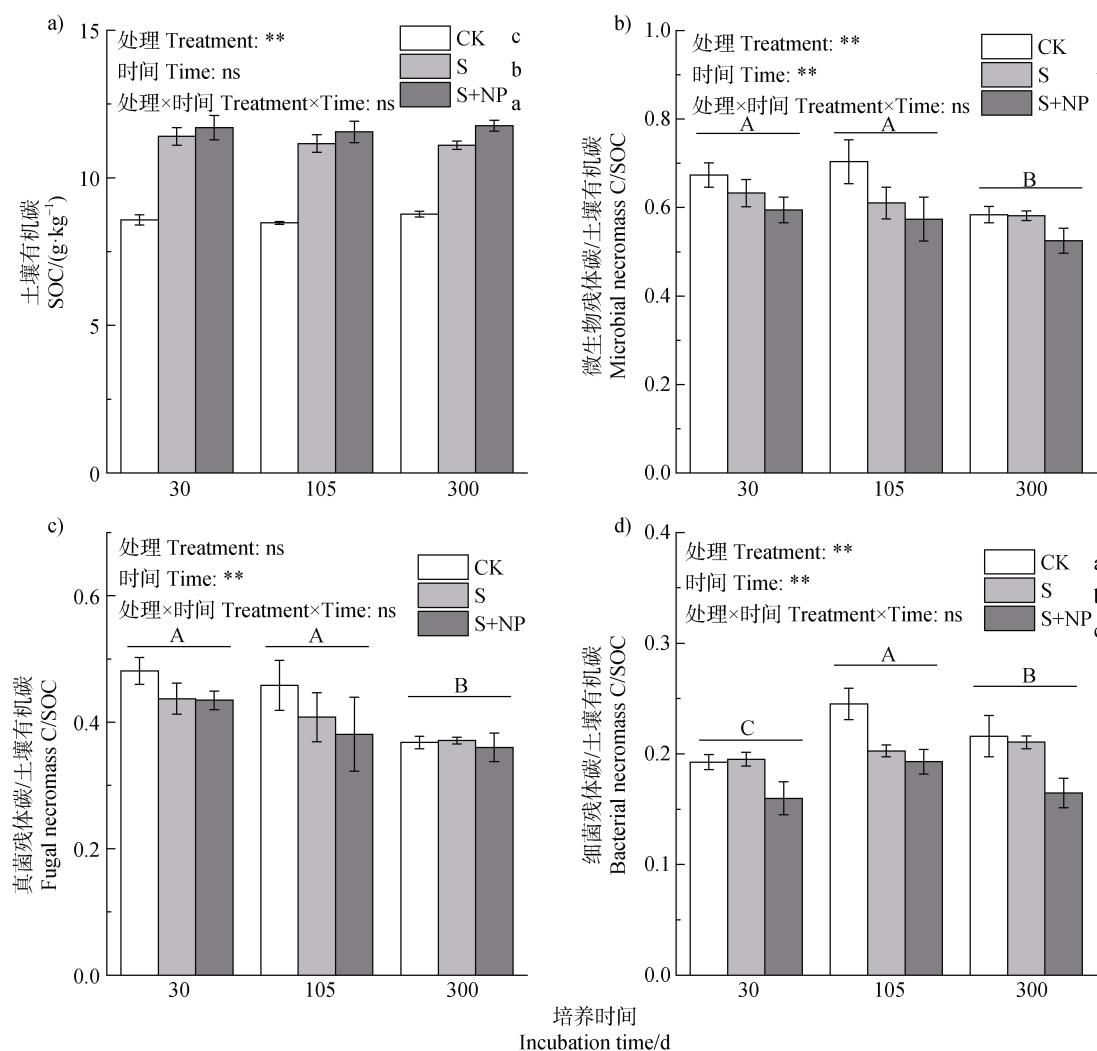 a)
15
处理 Treatment: **
时间 Time: ns
处理×时间 Treatment×Time: ns
CK c
S b
S+NP a
10
5
0
土壤有机碳
SOC/(g·kg⁻¹)
30 105 300
b)
1.0
处理 Treatment: **
时间 Time: **
处理×时间 Treatment×Time: ns
CK
S
S+NP
A A B
0.8
0.6
0.4
0.2
0.0
微生物残体碳/土壤有机碳
Microbial necromass C/SOC
30 105 300
c)
处理 Treatment: ns
时间 Time: **
处理×时间 Treatment×Time: ns
CK
S
S+NP
A A B
0.6
0.4
0.2
0.0
真菌残体碳/土壤有机碳
Fugal necromass C/SOC
30 105 300
d)
0.4
处理 Treatment: **
时间 Time: **
处理×时间 Treatment×Time: ns
CK
S
S+NP
C A B
0.3
0.2
0.1
0.0
细菌残体碳/土壤有机碳
Bacterial necromass C/SOC
30 105 300
培养时间
Incubation time/d